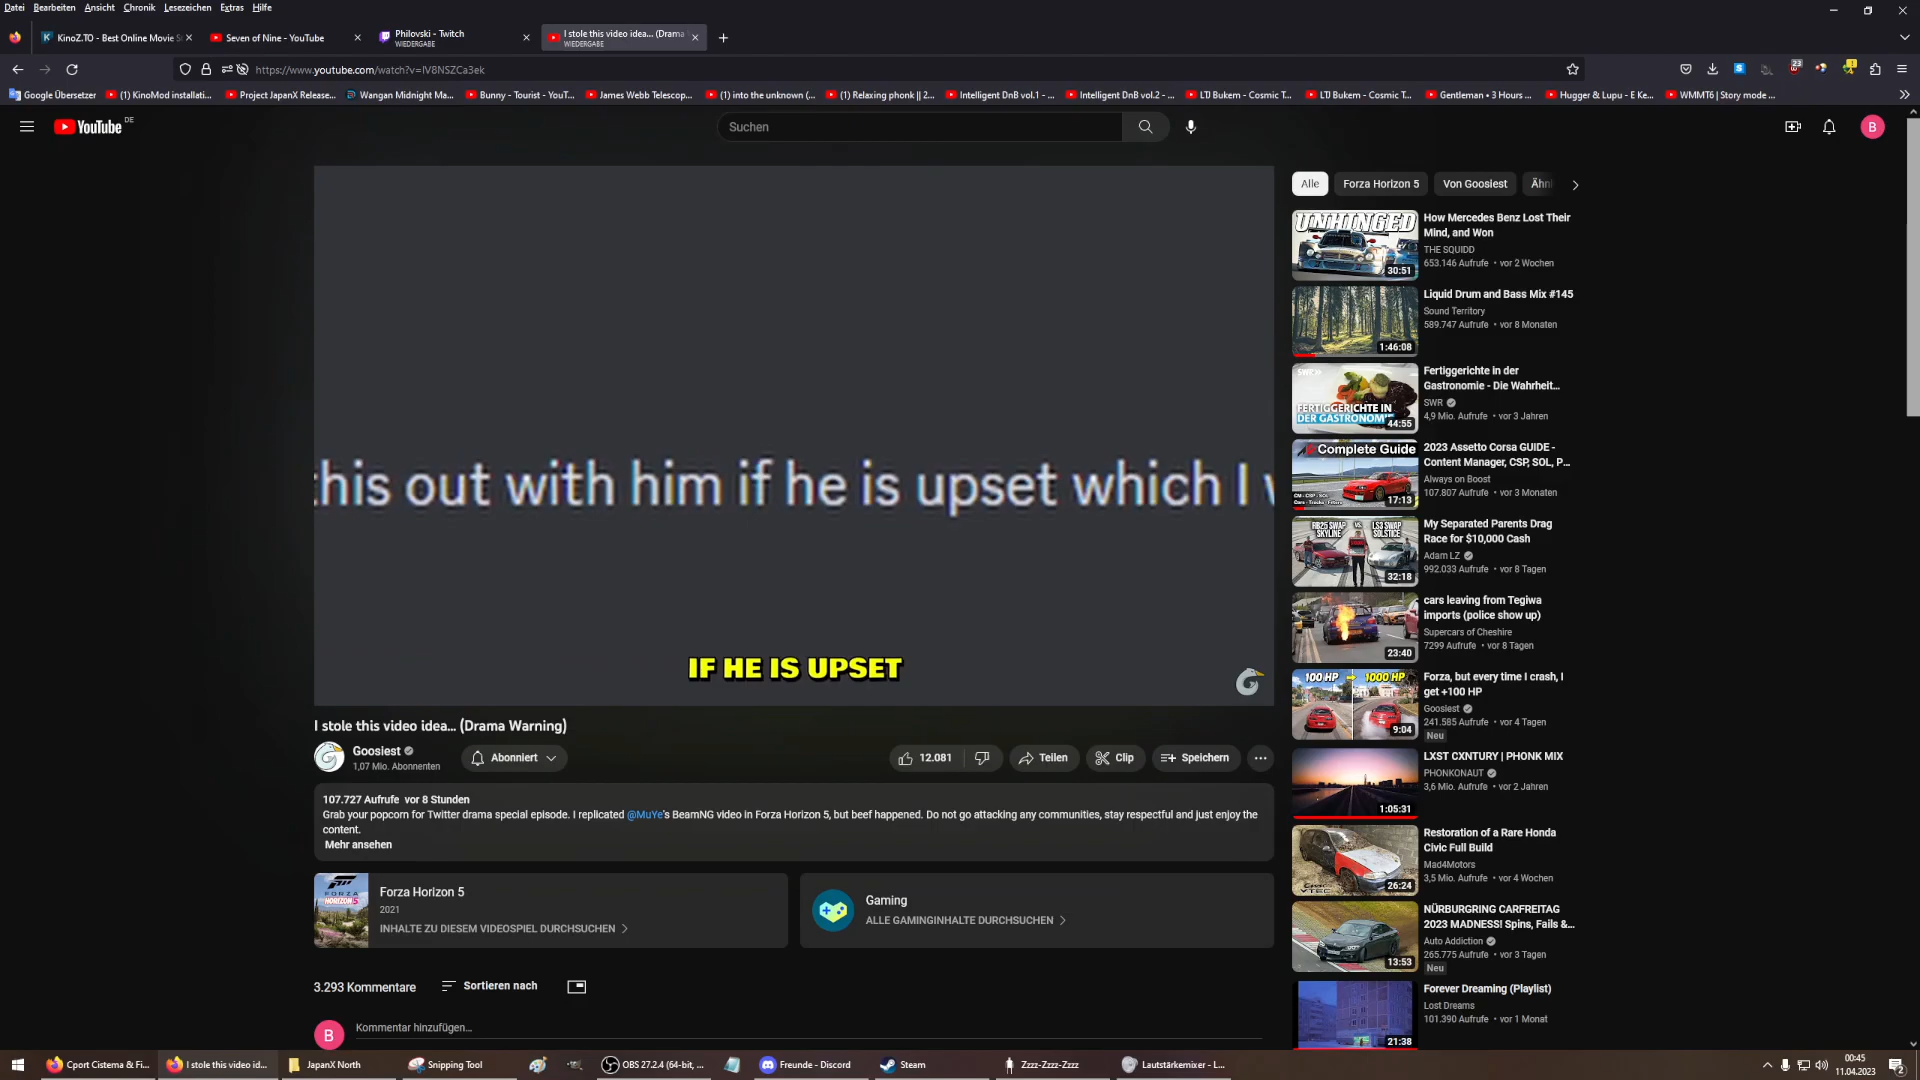 Datei Bearbeiten Ansicht Chronik Lesezeichen Extras Hilfe
KinoZ.TO - Best Online Movie S
Seven of Nine - YouTube
Philovski - Twitch
WIEDERGABE
I stole this video idea... (Drama
WIEDERGABE
https://www.youtube.com/watch?v=IV8NSZCa3ek
23
Google Übersetzer
(1) KinoMod installati...
Project JapanX Release...
Wangan Midnight Ma...
Bunny - Tourist - YouT...
James Webb Telescop...
(1) into the unknown (...
(1) Relaxing phonk || 2...
Intelligent DnB vol.1 - ...
Intelligent DnB vol.2 - ...
LTJ Bukem - Cosmic T...
LTJ Bukem - Cosmic T...
Gentleman • 3 Hours ...
Hugger & Lupu - E Ke...
WMMT6 | Story mode ...
YouTube DE
Suchen
B
this out with him if he is upset which I
IF HE IS UPSET
I stole this video idea... (Drama Warning)
Goosiest
1,07 Mio. Abonnenten
Abonniert
12.081
Teilen
Clip
Speichern
107.727 Aufrufe vor 8 Stunden
Grab your popcorn for Twitter drama special episode. I replicated @MuYe's BeamNG video in Forza Horizon 5, but beef happened. Do not go attacking any communities, stay respectful and just enjoy the
content.
Mehr ansehen
FORZA
HORIZON 5
Forza Horizon 5
2021
INHALTE ZU DIESEM VIDEOSPIEL DURCHSUCHEN
Gaming
ALLE GAMINGINHALTE DURCHSUCHEN
3.293 Kommentare
Sortieren nach
B
Kommentar hinzufügen...
Alle
Forza Horizon 5
Von Goosiest
Ähnl
UNHINGED
30:51
How Mercedes Benz Lost Their
Mind, and Won
THE SQUIDD
653.146 Aufrufe • vor 2 Wochen
1:46:08
Liquid Drum and Bass Mix #145
Sound Territory
589.747 Aufrufe • vor 8 Monaten
SWR
FERTIGGERICHTE IN
DER GASTRONOMIE
44:55
Fertiggerichte in der
Gastronomie - Die Wahrheit...
SWR
4,9 Mio. Aufrufe • vor 3 Jahren
Complete Guide
17:13
2023 Assetto Corsa GUIDE -
Content Manager, CSP, SOL, P...
Always on Boost
107.807 Aufrufe • vor 3 Monaten
RB25 SWAP
SKYLINE
VS.
LS3 SWAP
SOLSTICE
32:18
My Separated Parents Drag
Race for $10,000 Cash
Adam LZ
992.033 Aufrufe • vor 8 Tagen
23:40
cars leaving from Tegiwa
imports (police show up)
Supercars of Cheshire
7299 Aufrufe • vor 8 Tagen
100 HP
1000 HP
9:04
Forza, but every time I crash, I
get +100 HP
Goosiest
241.585 Aufrufe • vor 4 Tagen
Neu
1:05:31
LXST CXNTURY | PHONK MIX
PHONKONAUT
3,6 Mio. Aufrufe • vor 2 Jahren
26:24
Restoration of a Rare Honda
Civic Full Build
Mad4Motors
3,5 Mio. Aufrufe • vor 4 Wochen
13:53
NÜRBURGRING CARFREITAG
2023 MADNESS! Spins, Fails &...
Auto Addiction
265.775 Aufrufe • vor 3 Tagen
Neu
21:38
Forever Dreaming (Playlist)
Lost Dreams
101.390 Aufrufe • vor 1 Monat
Cport Cistema & Fi...
I stole this video id...
JapanX North
Snipping Tool
OBS 27.2.4 (64-bit, ...
Freunde - Discord
Steam
Zzzz-Zzzz-Zzzz
Lautstärkemixer - L...
00:45
11.04.2023
2